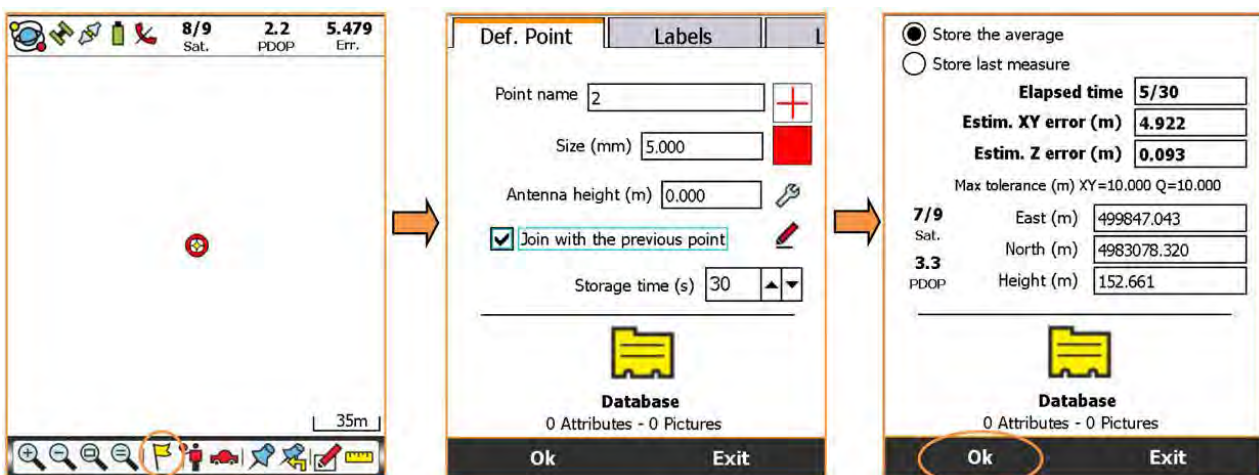 8/9 2.2 5.479
Sat. PDOP Err.
35m
Def. Point Labels L
Point name 2
Size (mm) 5.000
Antenna height (m) 0.000
Join with the previous point
Storage time (s) 30
Database
0 Attributes - 0 Pictures
Ok Exit
Store the average
Store last measure
Elapsed time 5/30
Estim. XY error (m) 4.922
Estim. Z error (m) 0.093
Max tolerance (m) XY=10.000 Q=10.000
7/9
Sat.
3.3
PDOP
East (m) 499847.043
North (m) 4983078.320
Height (m) 152.661
Database
0 Attributes - 0 Pictures
Ok Exit